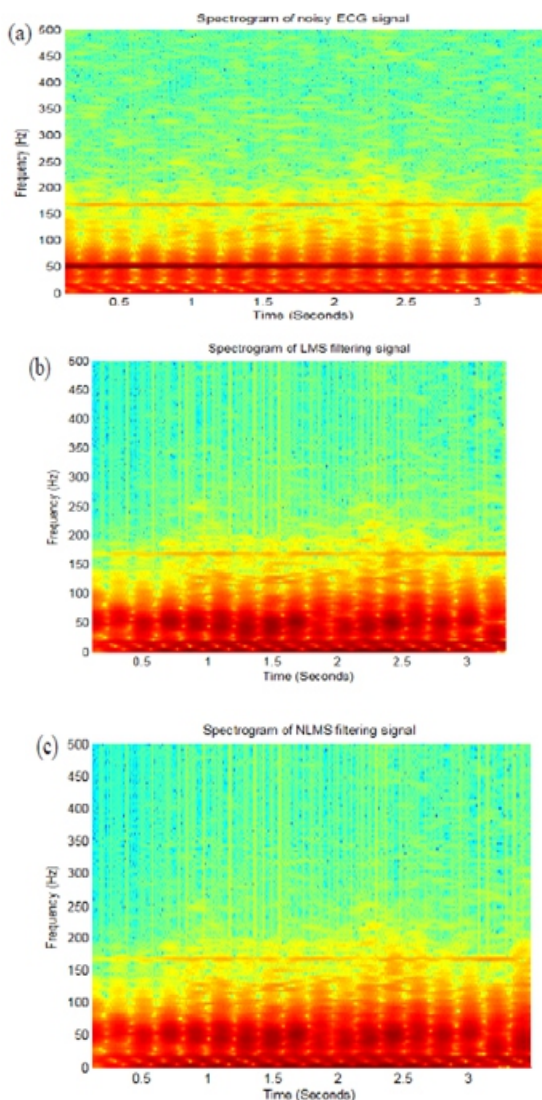 (a)
Spectrogram of noisy ECG signal
500
450
400
350
300
250
200
150
100
50
0
Frequency (Hz)
0.5 1 1.5 2 2.5 3
Time (Seconds)
(b)
Spectrogram of LMS filtering signal
500
450
400
350
300
250
200
150
100
50
0
Frequency (Hz)
0.5 1 1.5 2 2.5 3
Time (Seconds)
(c)
Spectrogram of NLMS filtering signal
500
450
400
350
300
250
200
150
100
50
0
Frequency (Hz)
0.5 1 1.5 2 2.5 3
Time (Seconds)